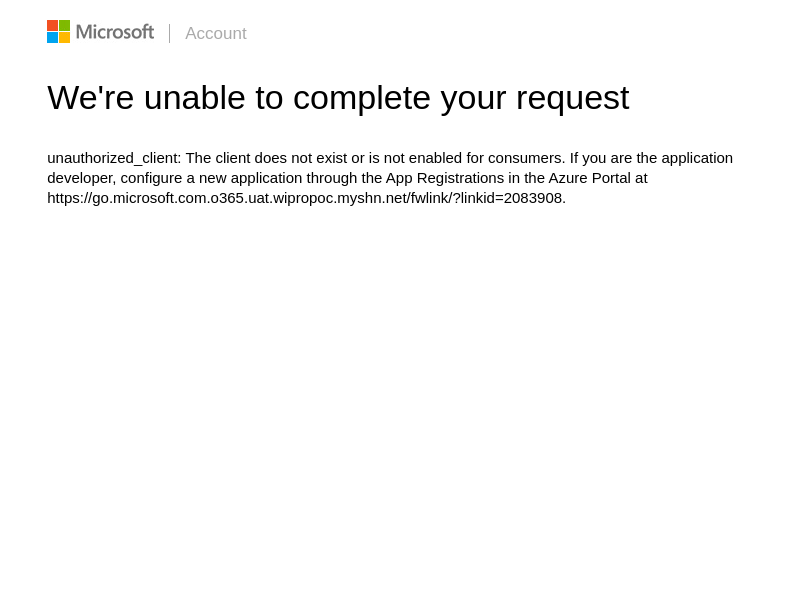 Microsoft | Account
We're unable to complete your request
unauthorized_client: The client does not exist or is not enabled for consumers. If you are the application
developer, configure a new application through the App Registrations in the Azure Portal at
https://go.microsoft.com.o365.uat.wipropoc.myshn.net/fwlink/?linkid=2083908.